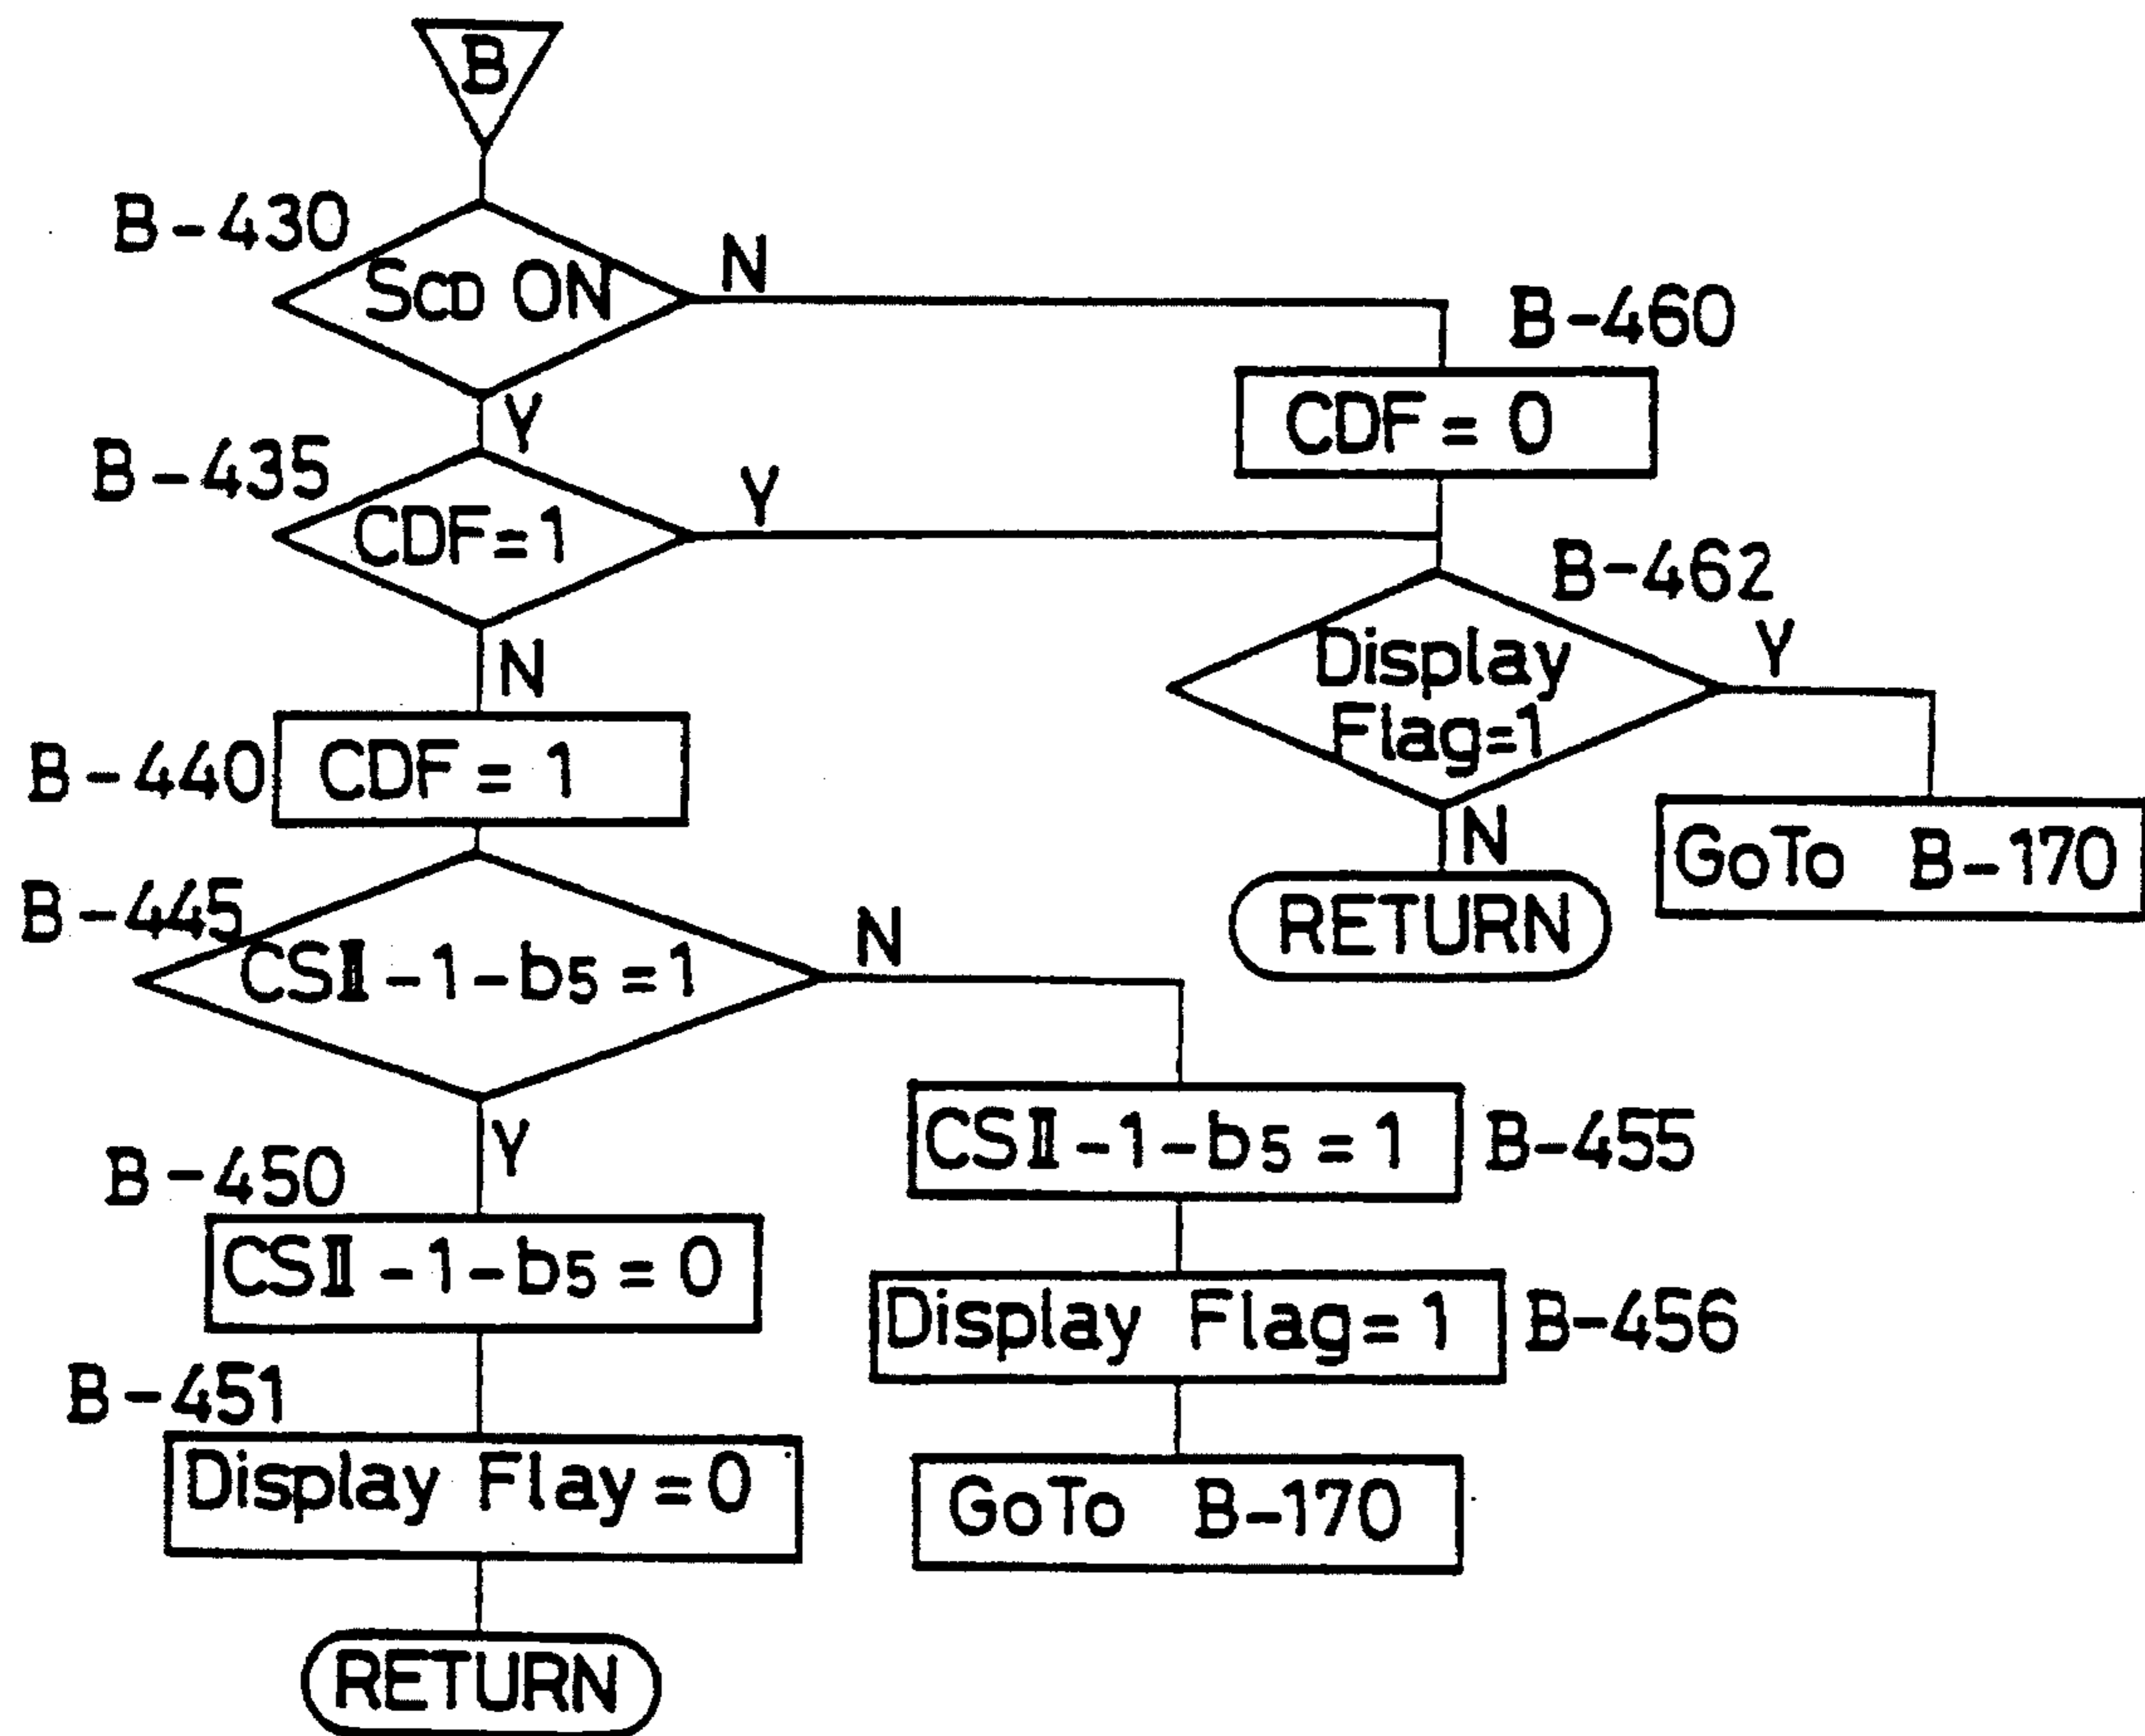 B
B-430
SCD ON
N
B-460
CDF = 0
Y
B-435
CDF=1
Y
B-462
Display
Flag=1
Y
N
B-440
CDF = 1
N
RETURN
GoTo B-170
B-445
CSII-1-b5=1
N
Y
CSII-1-b5=1
B-455
B-450
CSII-1-b5=0
Display Flag=1
B-456
B-451
Display Flay=0
GoTo B-170
RETURN